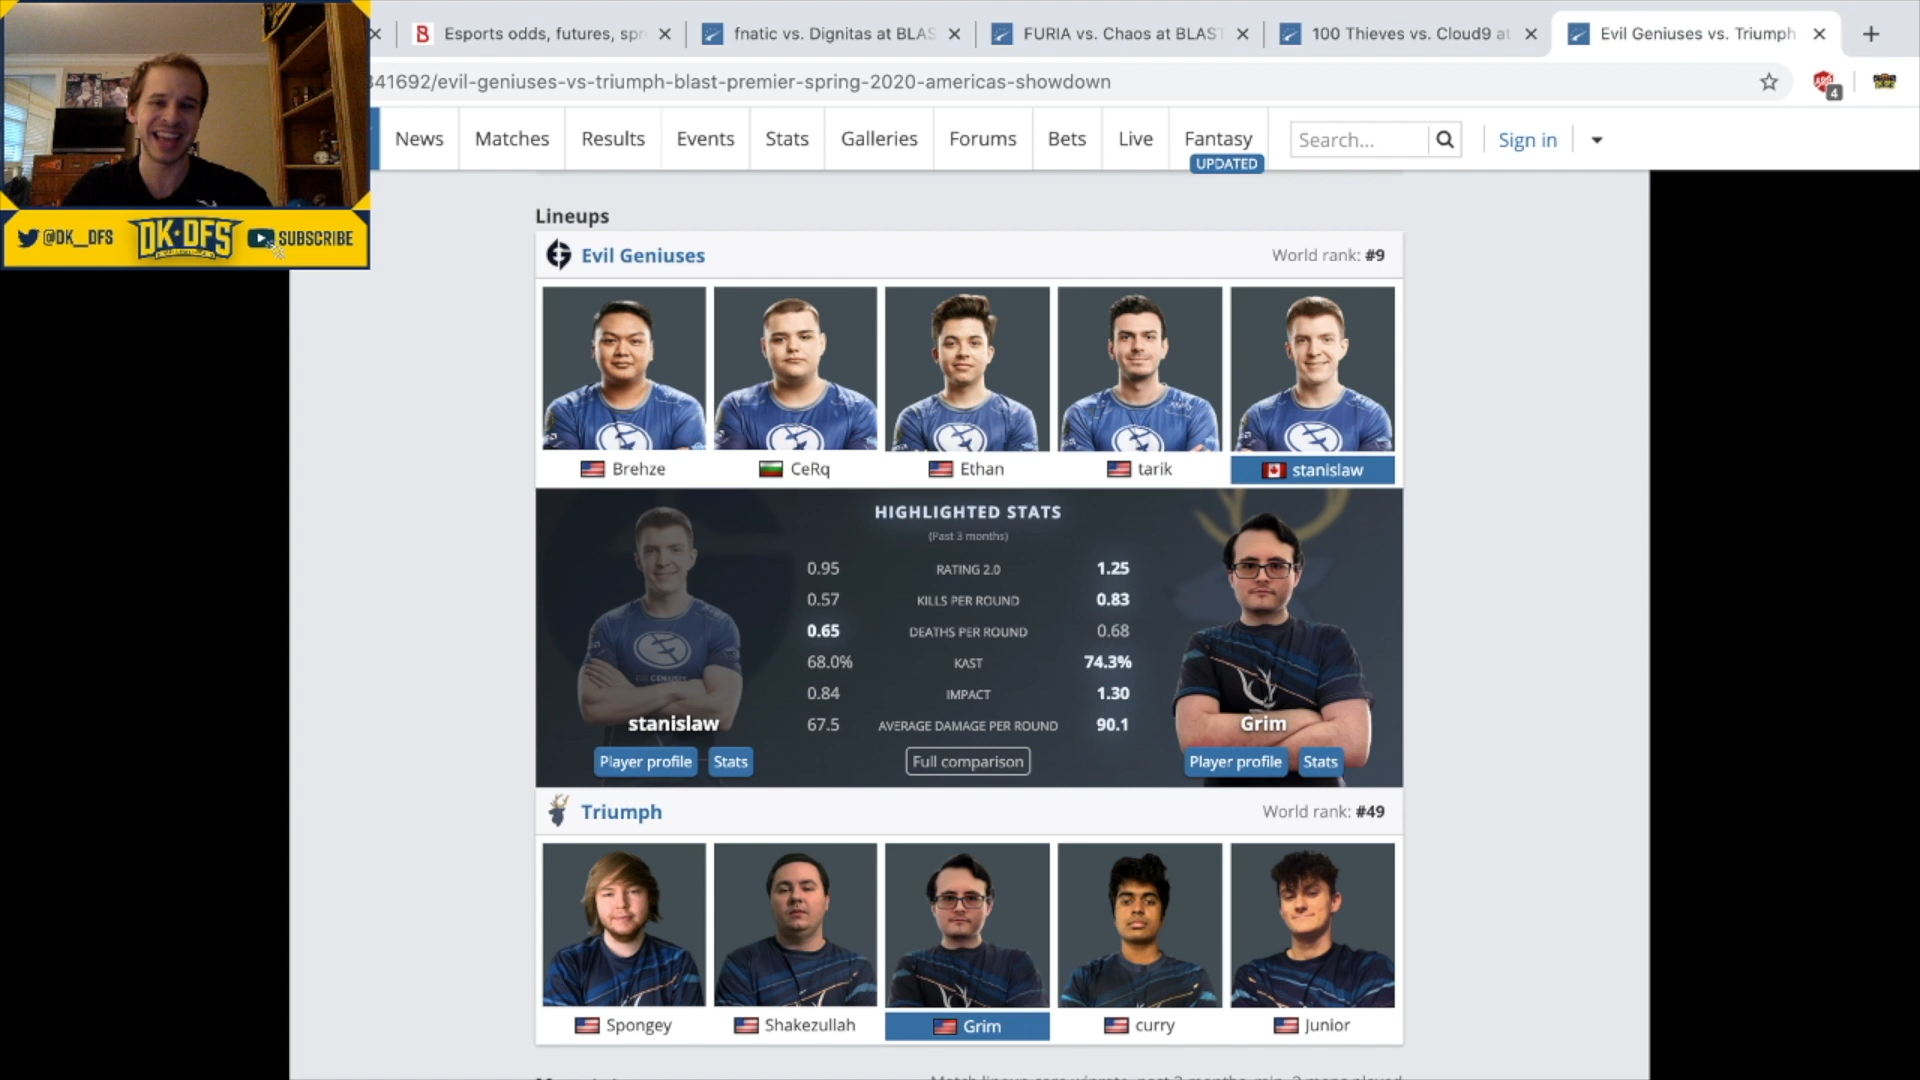 Esports odds, futures, spr
fnatic vs. Dignitas at BLAS
FURIA vs. Chaos at BLAST
100 Thieves vs. Cloud9 at
Evil Geniuses vs. Triumph
341692/evil-geniuses-vs-triumph-blast-premier-spring-2020-americas-showdown
4
News Matches Results Events Stats Galleries Forums Bets Live Fantasy Search... Sign in
UPDATED
@DK__DFS DK★DFS SUBSCRIBE
Lineups
Evil Geniuses World rank: #9
Brehze CeRq Ethan tarik stanislaw
HIGHLIGHTED STATS
(Past 3 months)
0.95 RATING 2.0 1.25
0.57 KILLS PER ROUND 0.83
0.65 DEATHS PER ROUND 0.68
68.0% KAST 74.3%
0.84 IMPACT 1.30
67.5 AVERAGE DAMAGE PER ROUND 90.1
stanislaw Grim
Player profile Stats Full comparison Player profile Stats
Triumph World rank: #49
Spongey Shakezullah Grim curry Junior